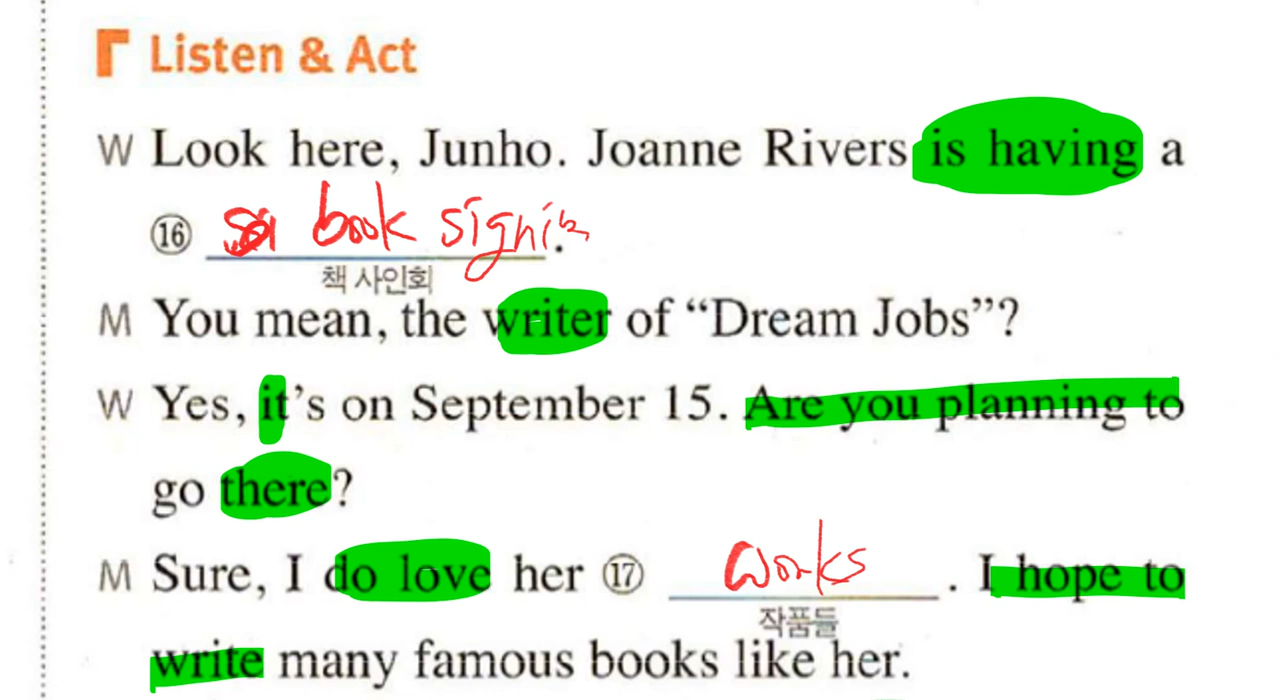 Listen & Act
W Look here, Junho. Joanne Rivers is having a
⑯ book .
책 사인회
M You mean, the writer of “Dream Jobs”?
W Yes, it’s on September 15. Are you planning to
go there?
M Sure, I do love her ⑰ works . I hope to
작품들
write many famous books like her.